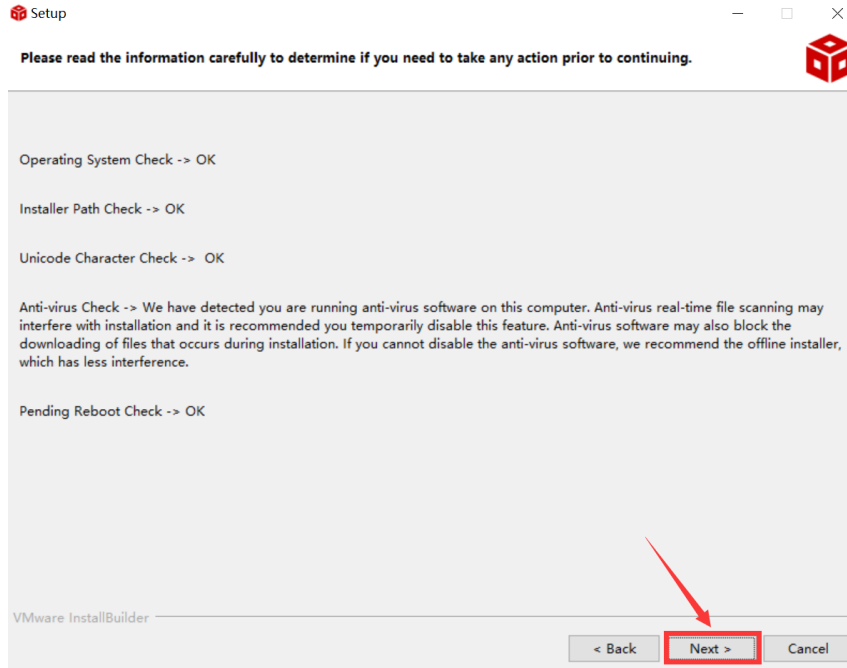 Setup
Please read the information carefully to determine if you need to take any action prior to continuing.
Operating System Check -> OK
Installer Path Check -> OK
Unicode Character Check ->  OK
Anti-virus Check -> We have detected you are running anti-virus software on this computer. Anti-virus real-time file scanning may
interfere with installation and it is recommended you temporarily disable this feature. Anti-virus software may also block the
downloading of files that occurs during installation. If you cannot disable the anti-virus software, we recommend the offline installer,
which has less interference.
Pending Reboot Check -> OK
VMware InstallBuilder
< Back
Next >
Cancel